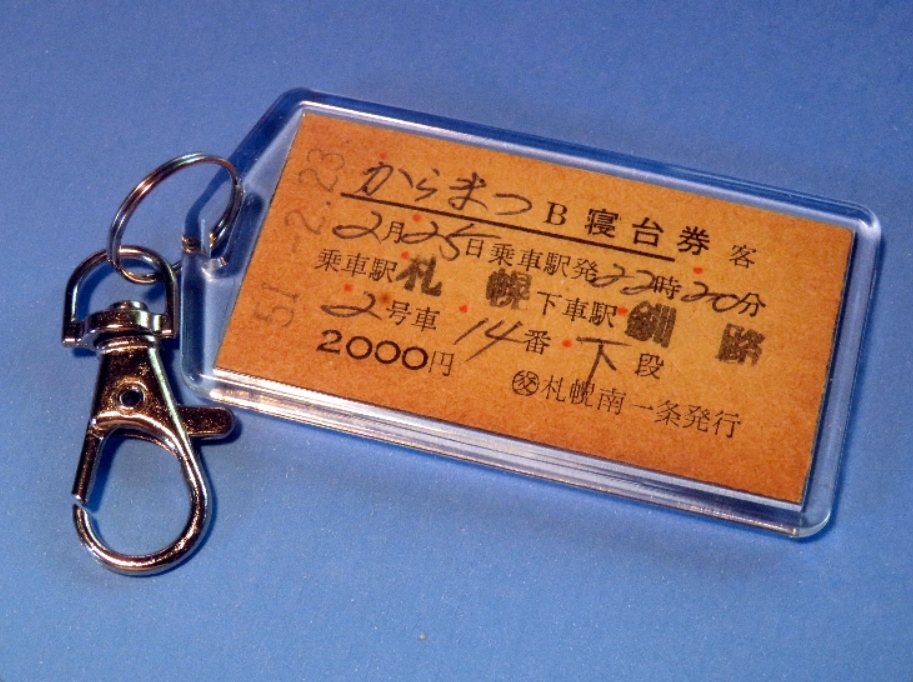 51.-2.23.
からまつ B 寝台券 客
2月25日乗車駅発22時20分
乗車駅 札幌 下車駅 釧路
2号車 14番 下段
2000円
㊋札幌南一条発行